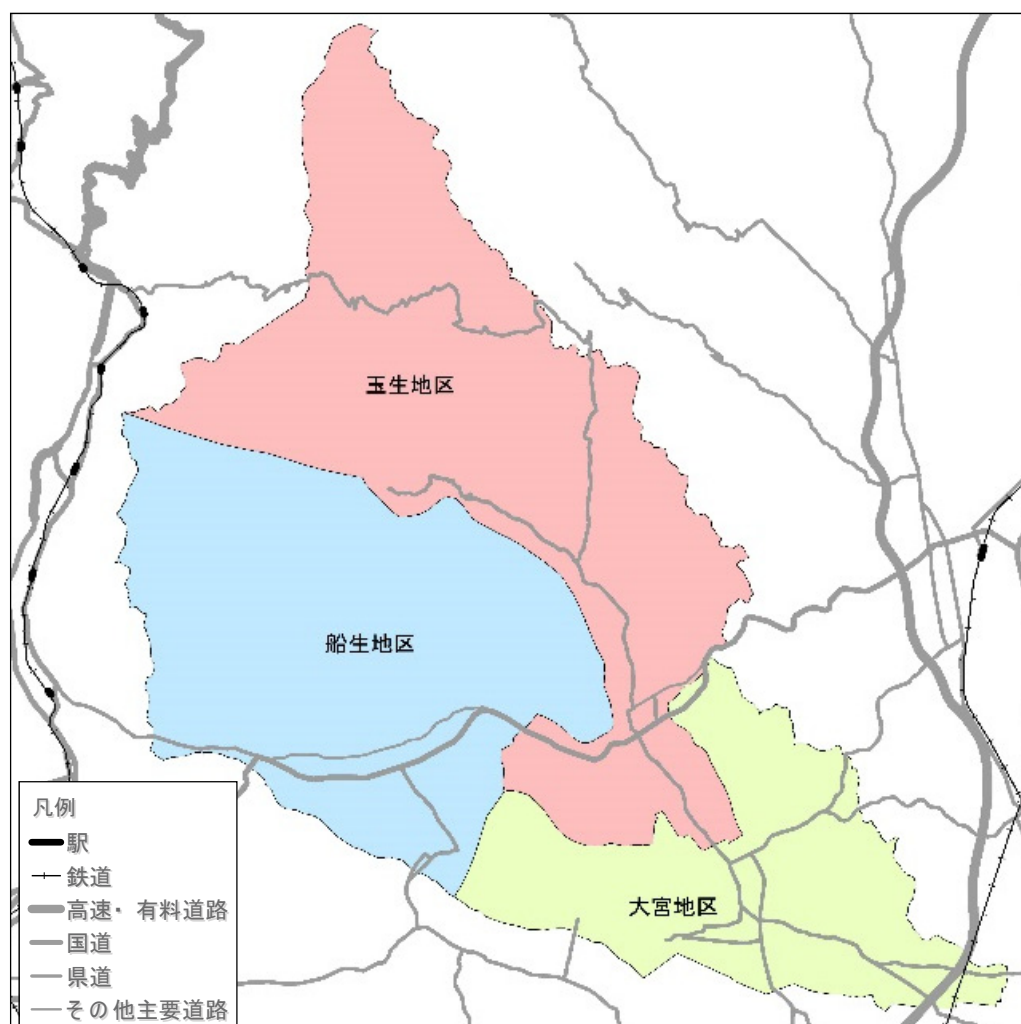 玉生地区
船生地区
大宮地区
凡例
駅
鉄道
高速・有料道路
国道
県道
その他主要道路